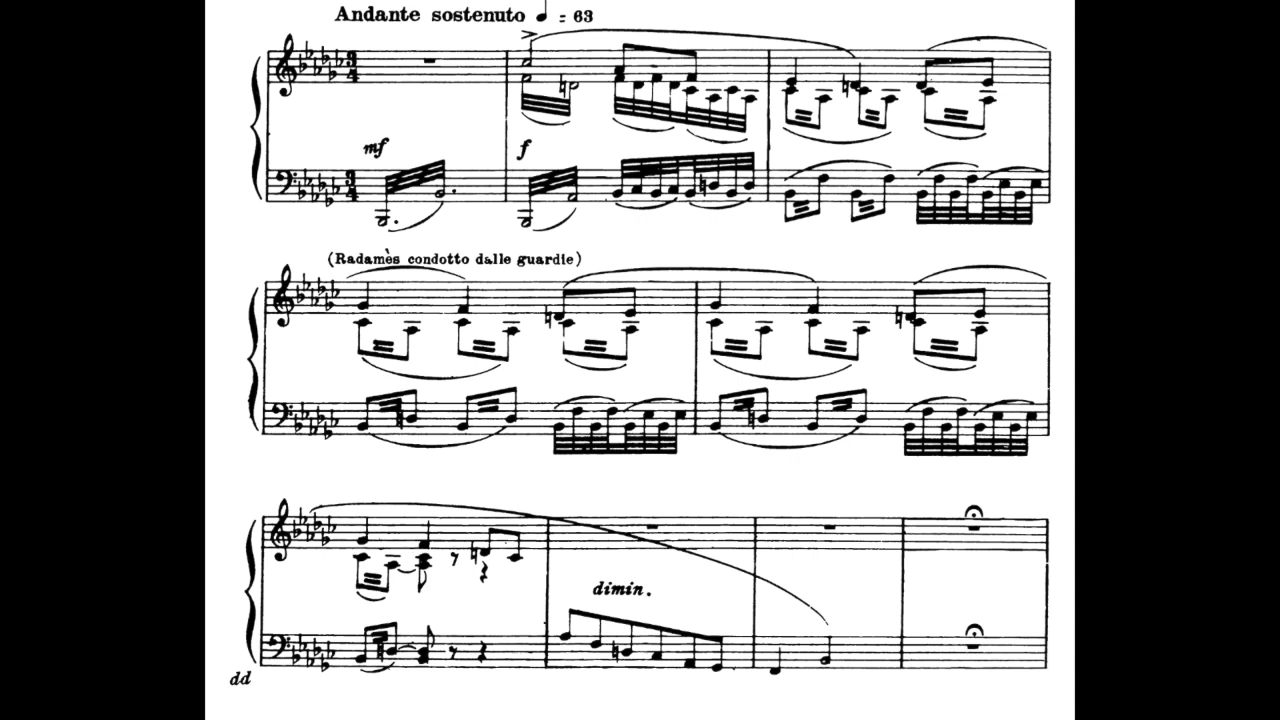 Andante sostenuto ♩ = 63
mf f
(Radamès condotto dalle guardie)
dimin.
dd